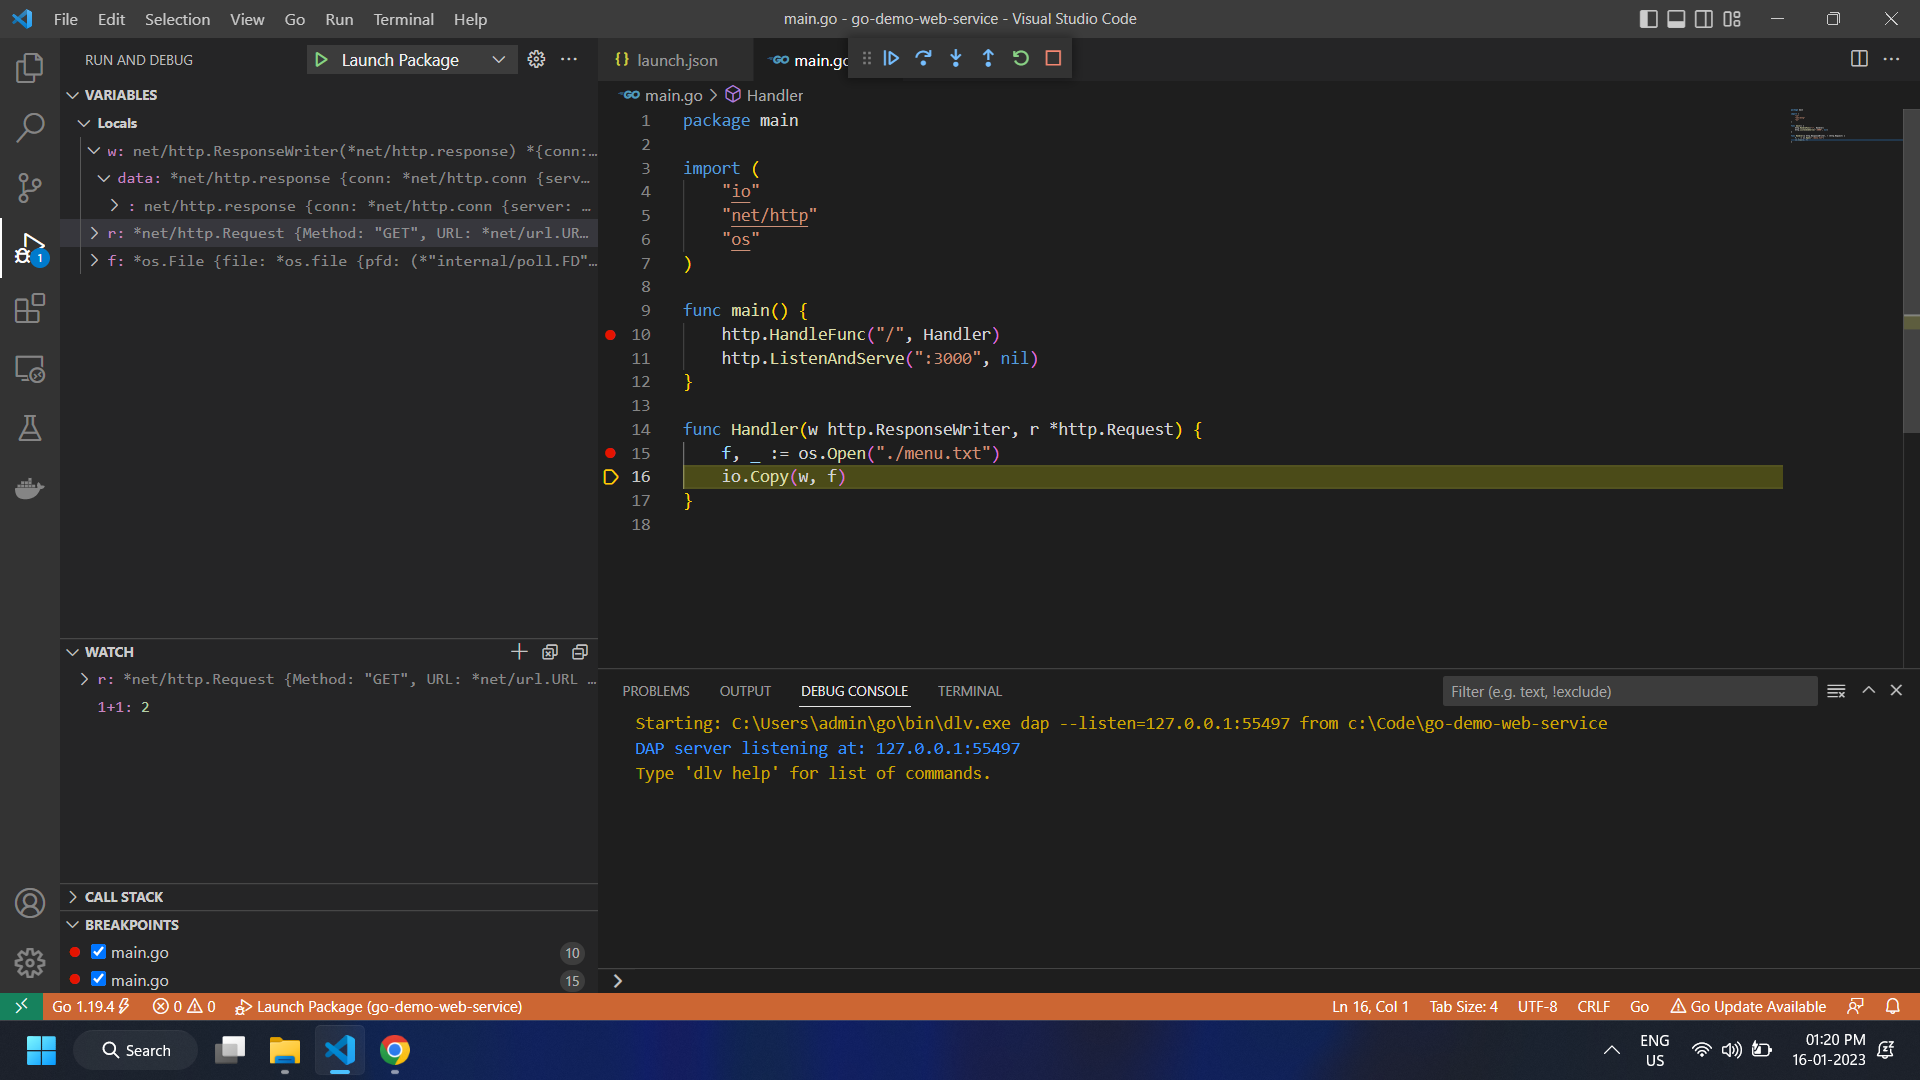 File Edit Selection View Go Run Terminal Help
main.go - go-demo-web-service - Visual Studio Code
RUN AND DEBUG
Launch Package
launch.json
main.go
VARIABLES
Locals
w: net/http.ResponseWriter(*net/http.response) *{conn:...
data: *net/http.response {conn: *net/http.conn {serv...
: net/http.response {conn: *net/http.conn {server: ...
r: *net/http.Request {Method: "GET", URL: *net/url.UR...
f: *os.File {file: *os.file {pfd: (*"internal/poll.FD"...
1
WATCH
r: *net/http.Request {Method: "GET", URL: *net/url.URL ...
1+1: 2
CALL STACK
BREAKPOINTS
main.go 10
main.go 15
main.go > Handler
1 package main
2
3 import (
4 "io"
5 "net/http"
6 "os"
7 )
8
9 func main() {
10 http.HandleFunc("/", Handler)
11 http.ListenAndServe(":3000", nil)
12 }
13
14 func Handler(w http.ResponseWriter, r *http.Request) {
15 f, _ := os.Open("./menu.txt")
16 io.Copy(w, f)
17 }
18
PROBLEMS OUTPUT DEBUG CONSOLE TERMINAL
Filter (e.g. text, !exclude)
Starting: C:\Users\admin\go\bin\dlv.exe dap --listen=127.0.0.1:55497 from c:\Code\go-demo-web-service
DAP server listening at: 127.0.0.1:55497
Type 'dlv help' for list of commands.
Go 1.19.4 0 0 Launch Package (go-demo-web-service)
Ln 16, Col 1 Tab Size: 4 UTF-8 CRLF Go Go Update Available
Search
ENG
US
01:20 PM
16-01-2023